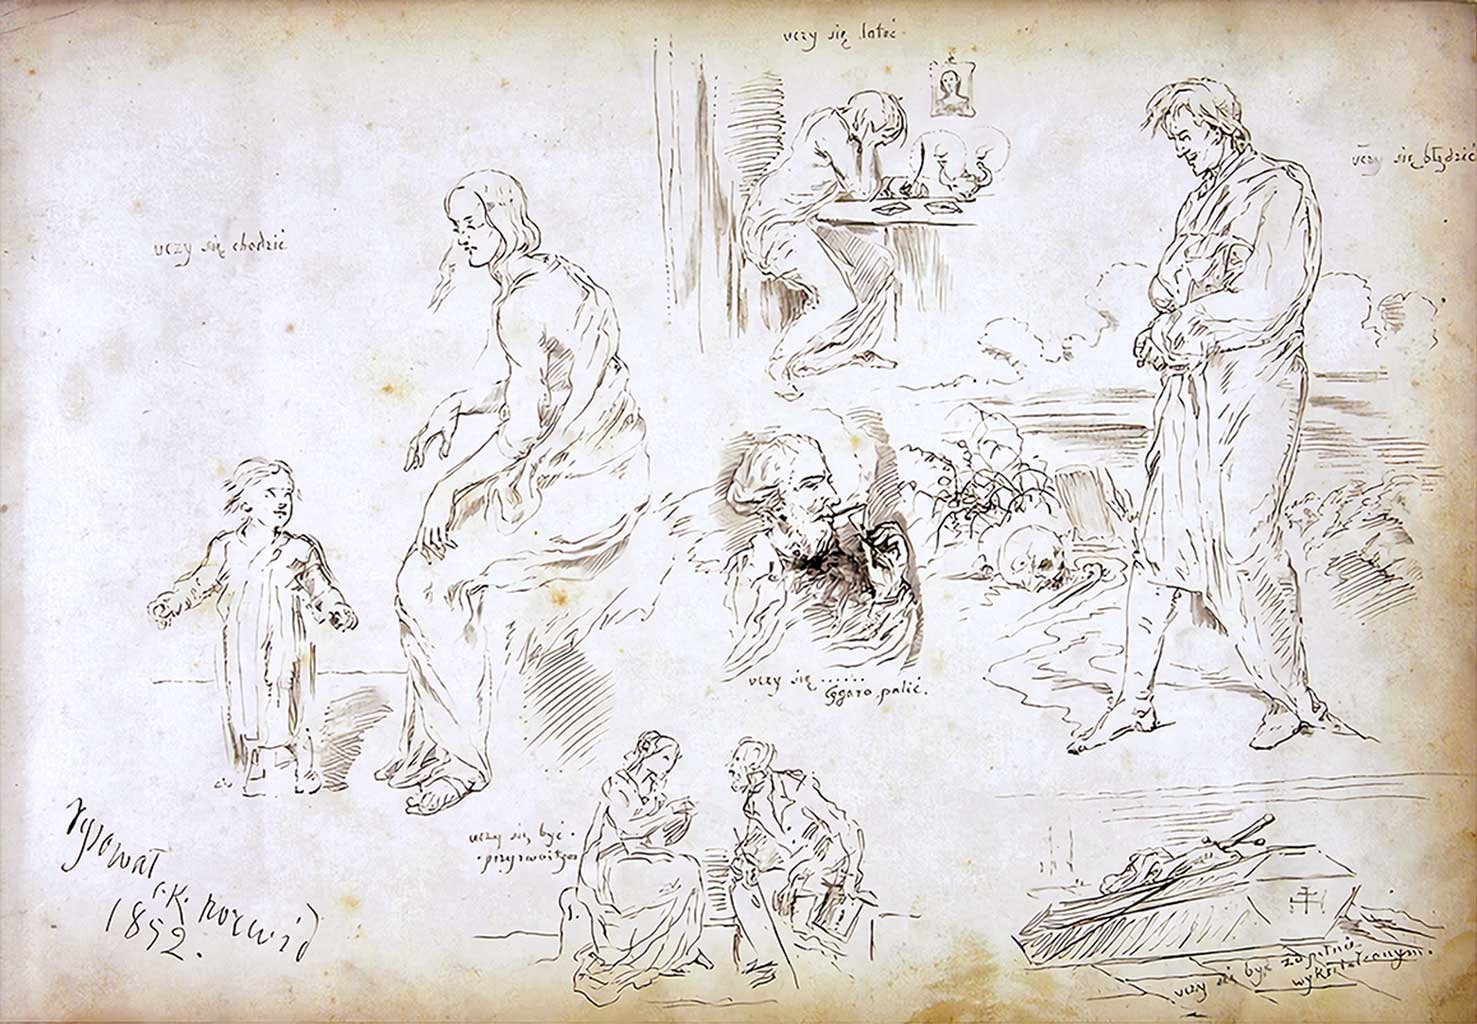 uczy się latać
uczy się chodzić
uczy się błądzić
uczy się ......
Cygaro palić.
uczy się być
przyzwoitym
uczy się być zupełnie
wykształconym.
Rysował
C.K. Norwid
1852.